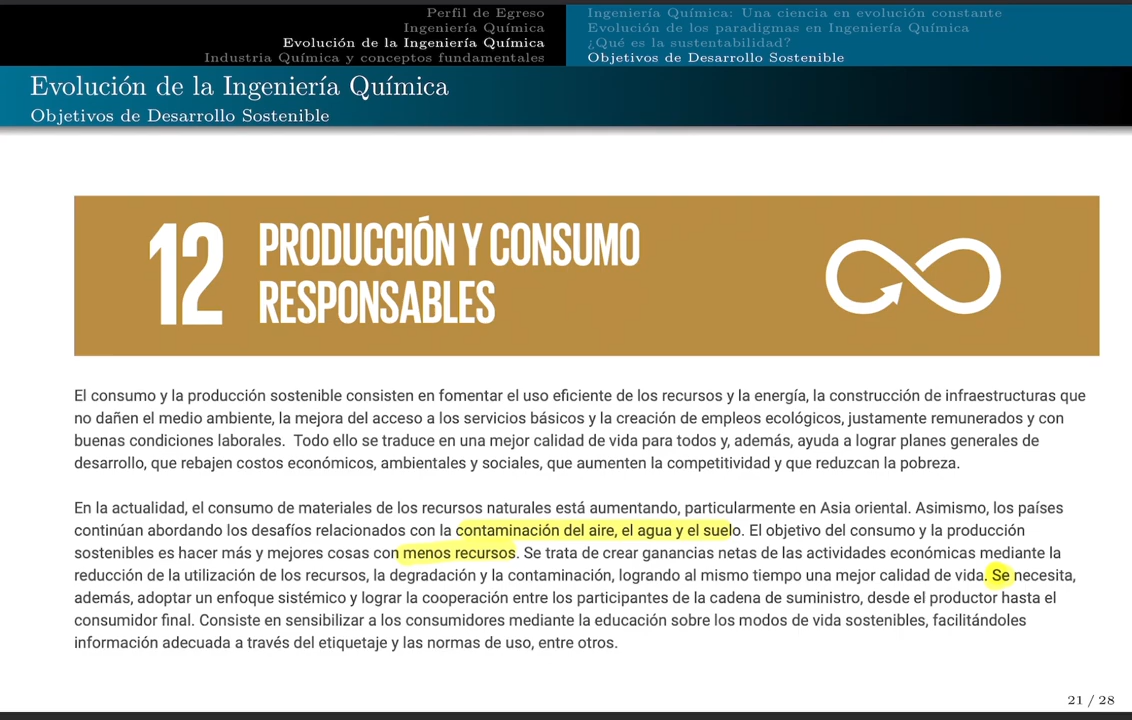 Perfil de Egreso
Ingeniería Química
Evolución de la Ingeniería Química
Industria Química y conceptos fundamentales
Ingeniería Química: Una ciencia en evolución constante
Evolución de los paradigmas en Ingeniería Química
¿Qué es la sustentabilidad?
Objetivos de Desarrollo Sostenible
Evolución de la Ingeniería Química
Objetivos de Desarrollo Sostenible
12 PRODUCCIÓN Y CONSUMO
RESPONSABLES
El consumo y la producción sostenible consisten en fomentar el uso eficiente de los recursos y la energía, la construcción de infraestructuras que
no dañen el medio ambiente, la mejora del acceso a los servicios básicos y la creación de empleos ecológicos, justamente remunerados y con
buenas condiciones laborales. Todo ello se traduce en una mejor calidad de vida para todos y, además, ayuda a lograr planes generales de
desarrollo, que rebajen costos económicos, ambientales y sociales, que aumenten la competitividad y que reduzcan la pobreza.
En la actualidad, el consumo de materiales de los recursos naturales está aumentando, particularmente en Asia oriental. Asimismo, los países
continúan abordando los desafíos relacionados con la contaminación del aire, el agua y el suelo. El objetivo del consumo y la producción
sostenibles es hacer más y mejores cosas con menos recursos. Se trata de crear ganancias netas de las actividades económicas mediante la
reducción de la utilización de los recursos, la degradación y la contaminación, logrando al mismo tiempo una mejor calidad de vida. Se necesita,
además, adoptar un enfoque sistémico y lograr la cooperación entre los participantes de la cadena de suministro, desde el productor hasta el
consumidor final. Consiste en sensibilizar a los consumidores mediante la educación sobre los modos de vida sostenibles, facilitándoles
información adecuada a través del etiquetaje y las normas de uso, entre otros.
21 / 28